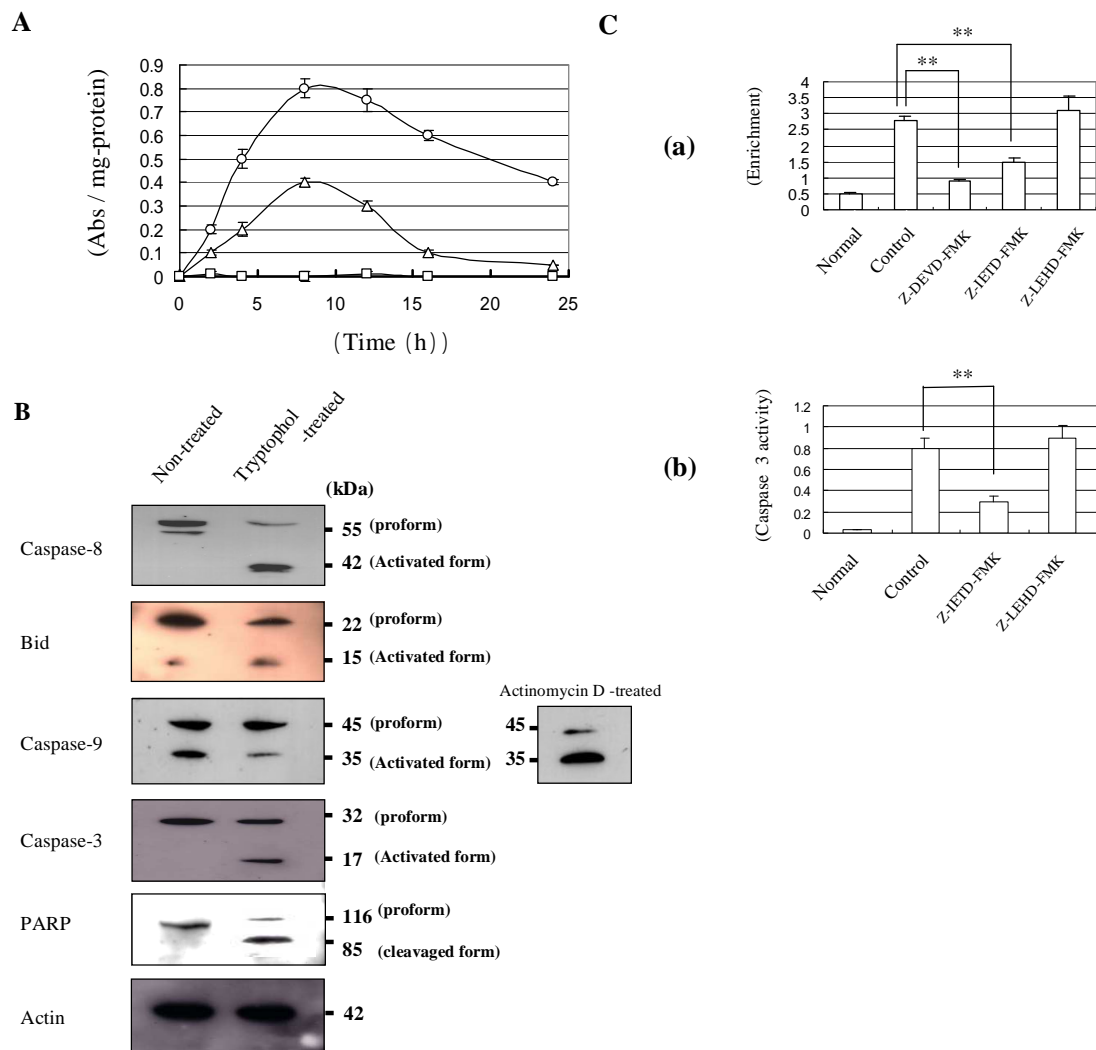 A
(Abs / mg-protein)
0.9
0.8
0.7
0.6
0.5
0.4
0.3
0.2
0.1
0
0 5 10 15 20 25
(Time (h))
B
Non-treated
Tryptophol -treated
(kDa)
Caspase-8
55 (proform)
42 (Activated form)
Bid
22 (proform)
15 (Activated form)
Caspase-9
45 (proform)
35 (Activated form)
Actinomycin D -treated
45
35
Caspase-3
32 (proform)
17 (Activated form)
PARP
116 (proform)
85 (cleavaged form)
Actin
42
C
(a)
(Enrichment)
**
**
4
3.5
3
2.5
2
1.5
1
0.5
0
Normal
Control
Z-DEVD-FMK
Z-IETD-FMK
Z-LEHD-FMK
(b)
(Caspase 3 activity)
**
1.2
1
0.8
0.6
0.4
0.2
0
Normal
Control
Z-IETD-FMK
Z-LEHD-FMK